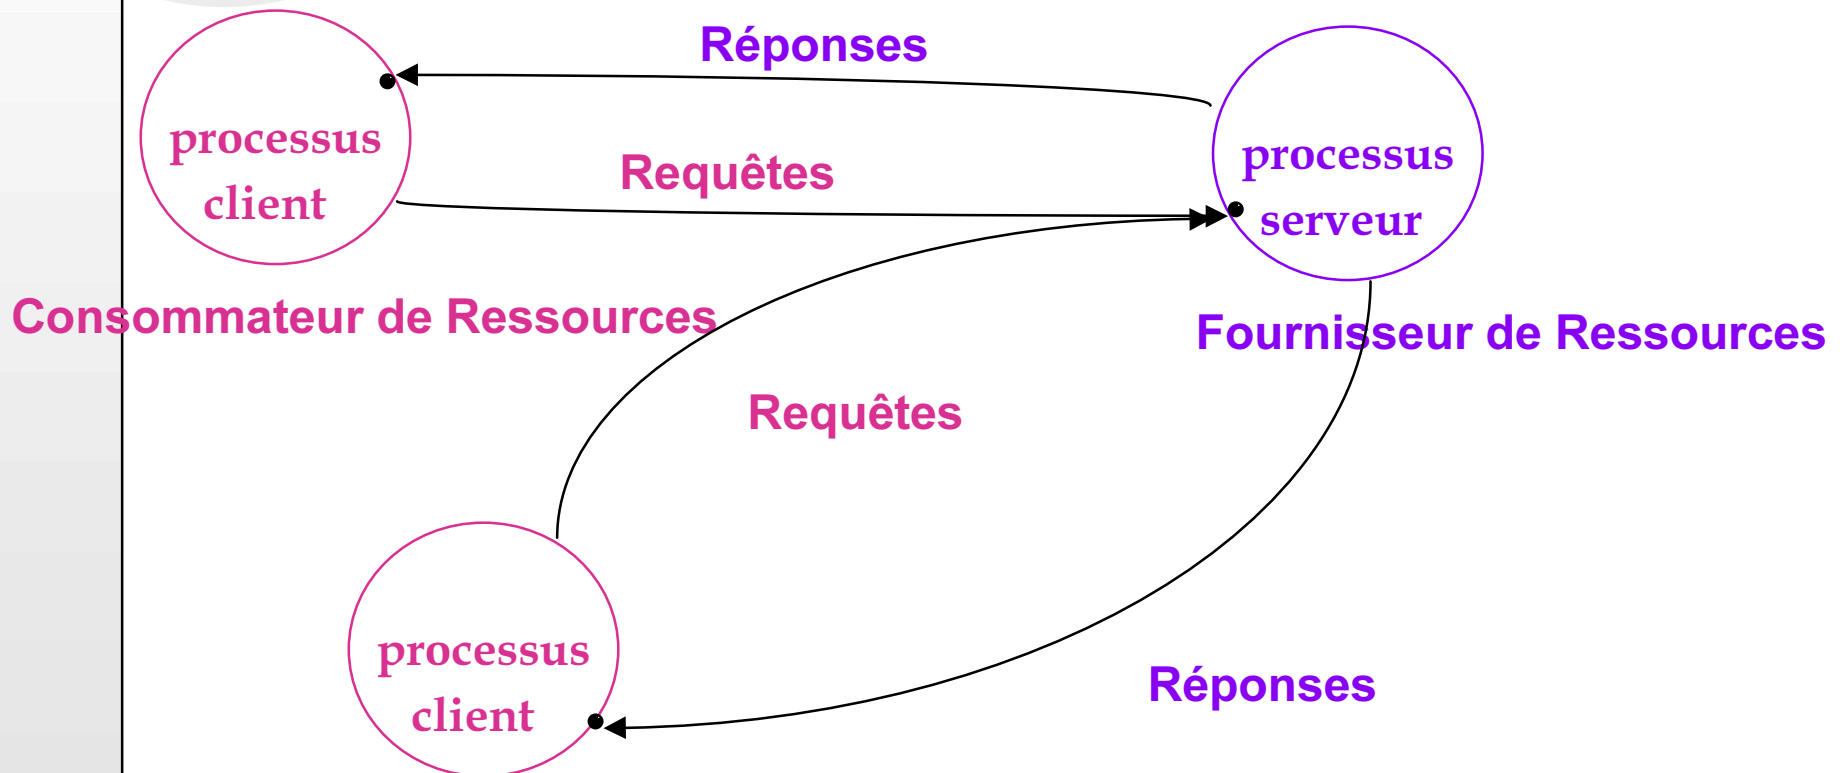 Réponses
processus
client
Requêtes
processus
serveur
Consommateur de Ressources
Fournisseur de Ressources
Requêtes
processus
client
Réponses